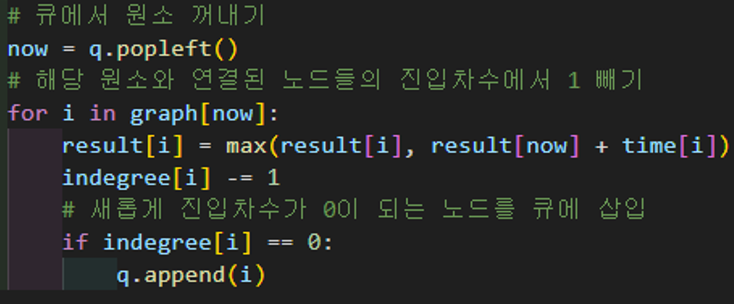 # 큐에서 원소 꺼내기
now = q.popleft()
# 해당 원소와 연결된 노드들의 진입차수에서 1 빼기
for i in graph[now]:
    result[i] = max(result[i], result[now] + time[i])
    indegree[i] -= 1
    # 새롭게 진입차수가 0이 되는 노드를 큐에 삽입
    if indegree[i] == 0:
        q.append(i)